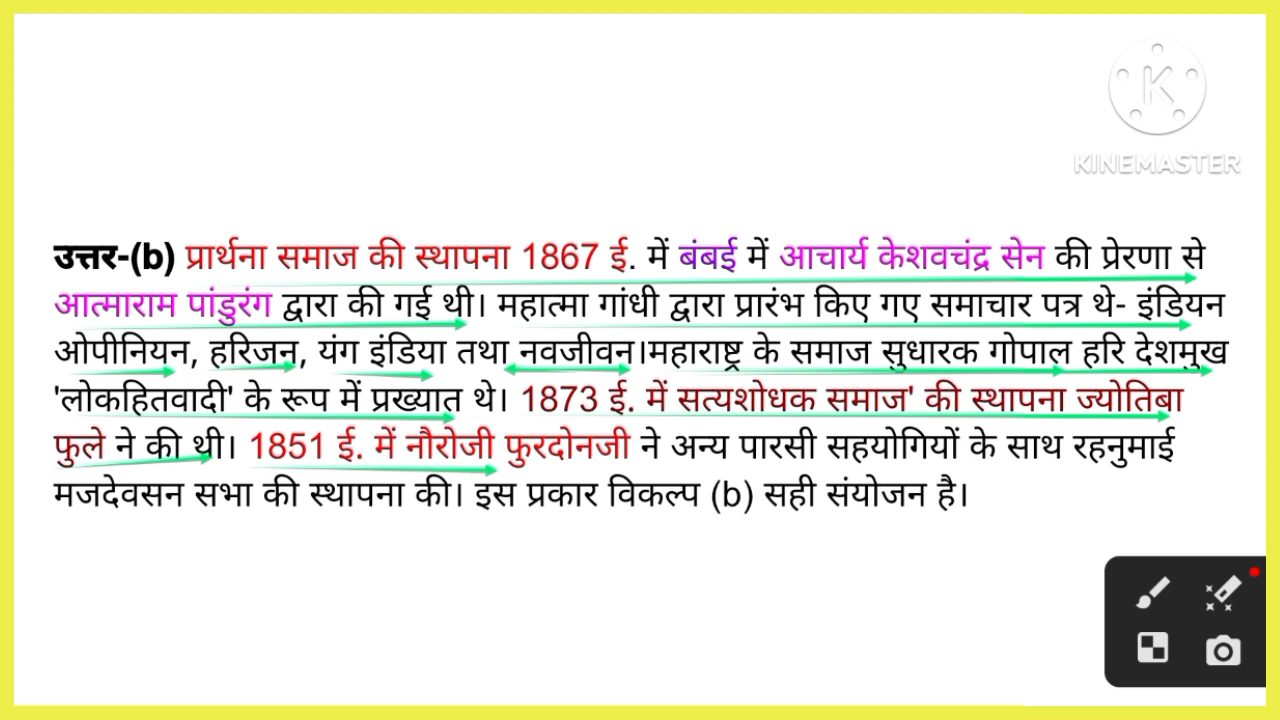 KINEMASTER
उत्तर-(b) प्रार्थना समाज की स्थापना 1867 ई. में बंबई में आचार्य केशवचंद्र सेन की प्रेरणा से
आत्माराम पांडुरंग द्वारा की गई थी। महात्मा गांधी द्वारा प्रारंभ किए गए समाचार पत्र थे- इंडियन
ओपीनियन, हरिजन, यंग इंडिया तथा नवजीवन।महाराष्ट्र के समाज सुधारक गोपाल हरि देशमुख
'लोकहितवादी' के रूप में प्रख्यात थे। 1873 ई. में सत्यशोधक समाज' की स्थापना ज्योतिबा
फुले ने की थी। 1851 ई. में नौरोजी फुरदोनजी ने अन्य पारसी सहयोगियों के साथ रहनुमाई
मजदेवसन सभा की स्थापना की। इस प्रकार विकल्प (b) सही संयोजन है।